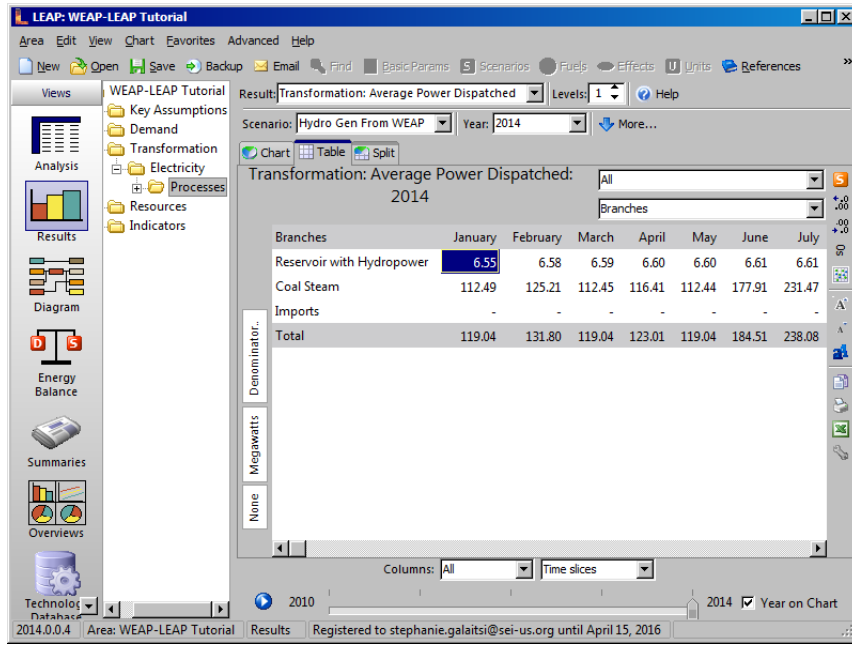 LEAP: WEAP-LEAP Tutorial
Area Edit View Chart Favorites Advanced Help
New Open Save Backup Email Find Basic Params Scenarios Fuels Effects Units References »
Views
WEAP-LEAP Tutorial
Key Assumptions
Demand
Transformation
Electricity
Processes
Resources
Indicators
Analysis
Results
Diagram
Energy
Balance
Summaries
Overviews
Technolog
Database
Result: Transformation: Average Power Dispatched Levels: 1 Help
Scenario: Hydro Gen From WEAP Year: 2014 More...
Chart Table Split
Transformation: Average Power Dispatched:
2014
All
Branches
Branches January February March April May June July
Reservoir with Hydropower 6.55 6.58 6.59 6.60 6.60 6.61 6.61
Coal Steam 112.49 125.21 112.45 116.41 112.44 177.91 231.47
Imports - - - - - - -
Total 119.04 131.80 119.04 123.01 119.04 184.51 238.08
Denominator..
Megawatts
None
Columns: All Time slices
2010 2014 Year on Chart
2014.0.0.4 Area: WEAP-LEAP Tutorial Results Registered to stephanie.galaitsi@sei-us.org until April 15, 2016